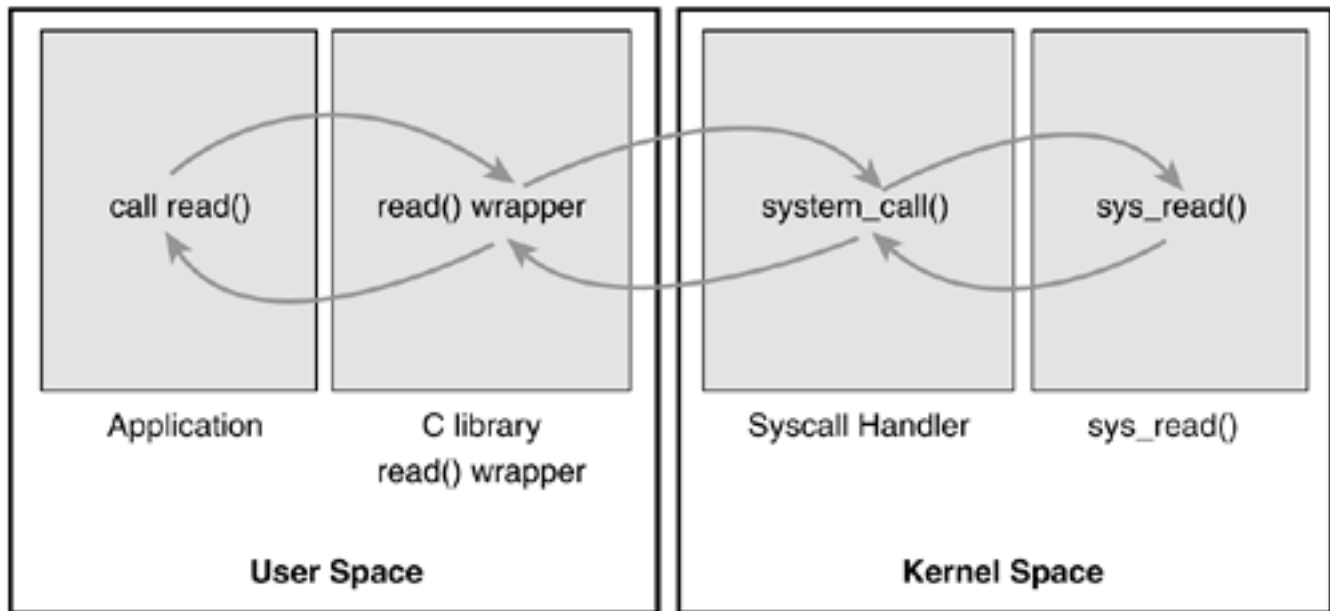 call read()
read() wrapper
system_call()
sys_read()
Application
C library
read() wrapper
Syscall Handler
sys_read()
User Space
Kernel Space